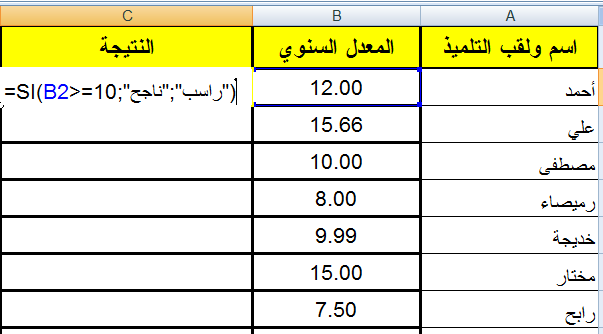 A B C
اسم ولقب التلميذ المعدل السنوي النتيجة
أحمد 12.00 =SI(B2>=10;"ناجح";"راسب")
علي 15.66
مصطفى 10.00
رميصاء 8.00
خديجة 9.99
مختار 15.00
رابح 7.50